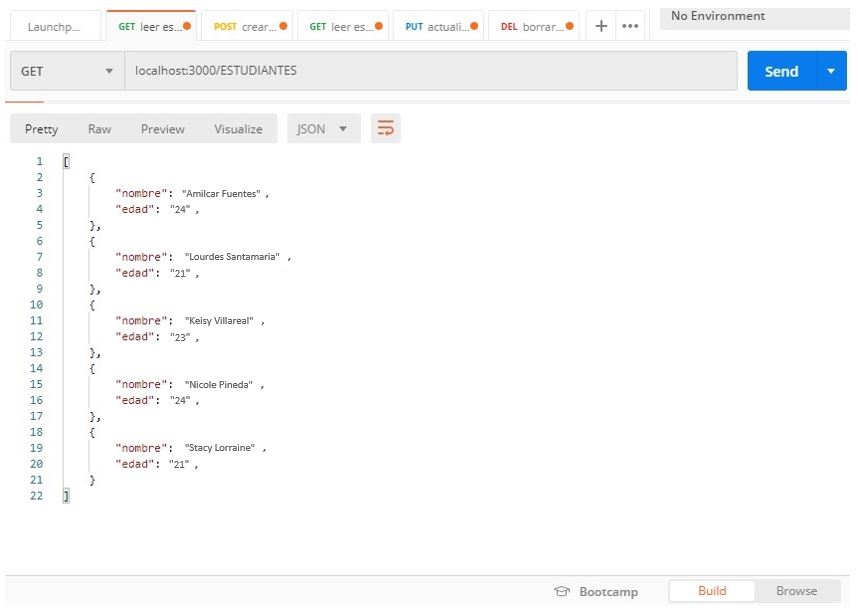 Launchp...
GET leer es...
POST crear...
GET leer es...
PUT actuali...
DEL borrar...
+
•••
No Environment
GET
localhost:3000/ESTUDIANTES
Send
Pretty Raw Preview Visualize JSON
1 [
2 {
3 "nombre": "Amilcar Fuentes" ,
4 "edad": "24" ,
5 },
6 {
7 "nombre": "Lourdes Santamaria" ,
8 "edad": "21" ,
9 },
10 {
11 "nombre": "Keisy Villareal" ,
12 "edad": "23" ,
13 },
14 {
15 "nombre": "Nicole Pineda" ,
16 "edad": "24" ,
17 },
18 {
19 "nombre": "Stacy Lorraine" ,
20 "edad": "21" ,
21 }
22 ]
Bootcamp Build Browse